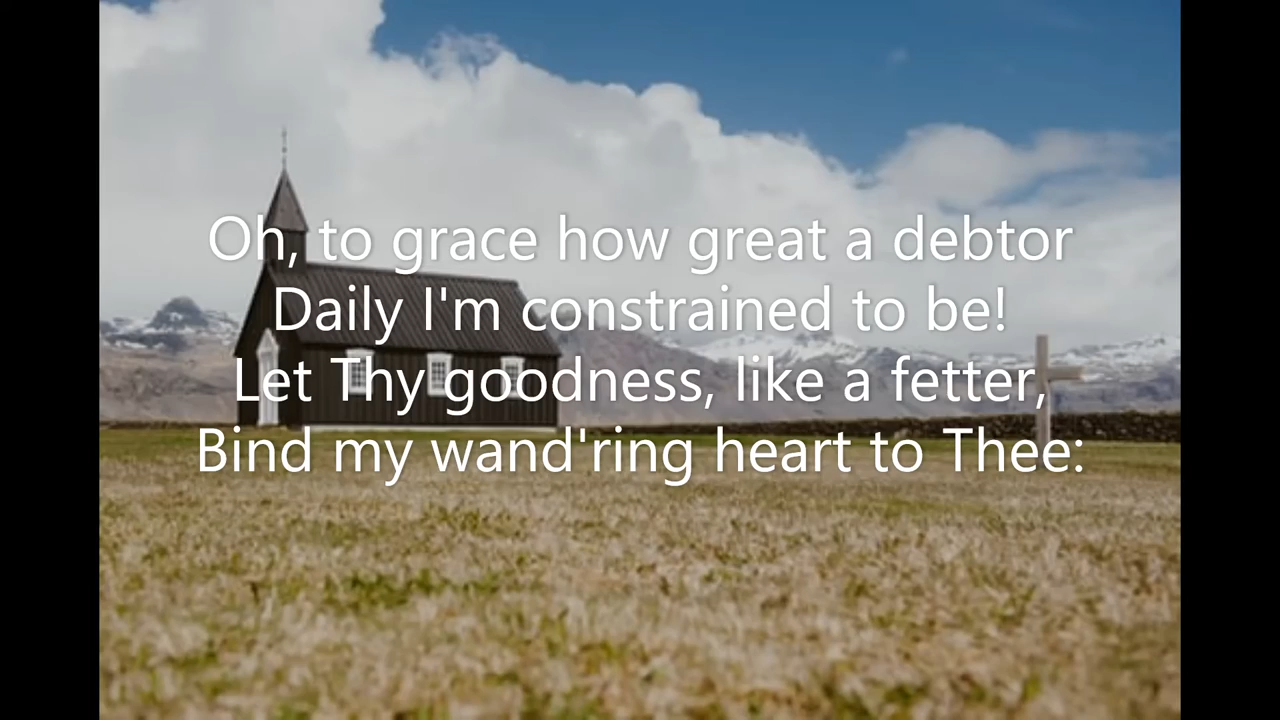 Oh, to grace how great a debtor
Daily I'm constrained to be!
Let Thy goodness, like a fetter,
Bind my wand'ring heart to Thee: